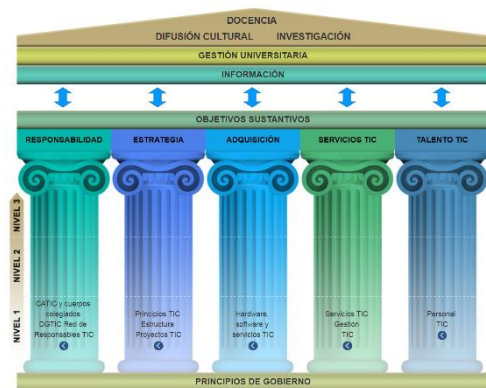 DOCENCIA
DIFUSIÓN CULTURAL INVESTIGACIÓN
GESTIÓN UNIVERSITARIA
INFORMACIÓN
OBJETIVOS SUSTANTIVOS
RESPONSABILIDAD ESTRATEGIA ADQUISICIÓN SERVICIOS TIC TALENTO TIC
NIVEL 3
NIVEL 2
NIVEL 1
CATIC y cuerpos
colegiados
DGTIC Red de
Responsables TIC
Principios TIC
Estructura
Proyectos TIC
Hardware,
software y
servicios TIC
Servicios TIC
Gestión
TIC
Personal
TIC
PRINCIPIOS DE GOBIERNO